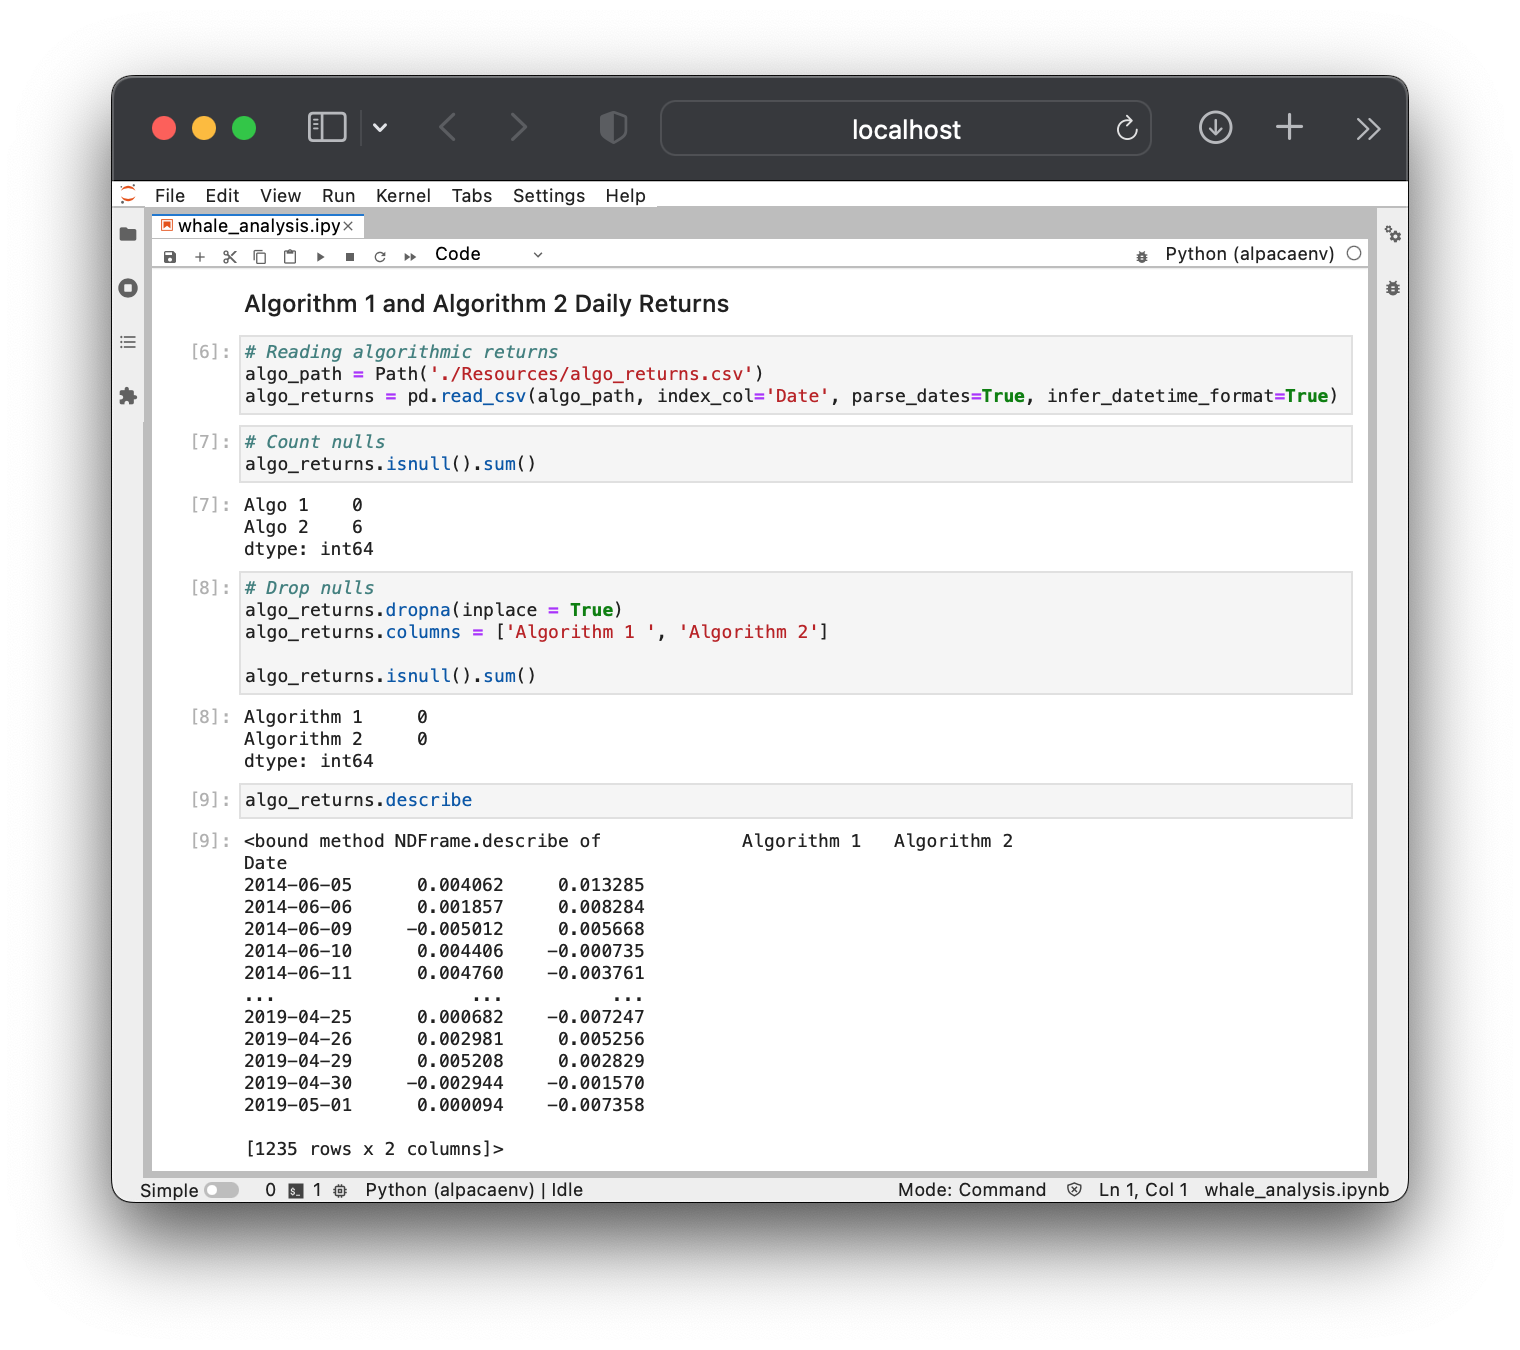 localhost
File Edit View Run Kernel Tabs Settings Help
whale_analysis.ipy
Code
Python (alpacaenv)
Algorithm 1 and Algorithm 2 Daily Returns
[6]: # Reading algorithmic returns
algo_path = Path('./Resources/algo_returns.csv')
algo_returns = pd.read_csv(algo_path, index_col='Date', parse_dates=True, infer_datetime_format=True)
[7]: # Count nulls
algo_returns.isnull().sum()
[7]: Algo 1    0
Algo 2    6
dtype: int64
[8]: # Drop nulls
algo_returns.dropna(inplace = True)
algo_returns.columns = ['Algorithm 1 ', 'Algorithm 2']
algo_returns.isnull().sum()
[8]: Algorithm 1     0
Algorithm 2     0
dtype: int64
[9]: algo_returns.describe
[9]: <bound method NDFrame.describe of             Algorithm 1   Algorithm 2
Date
2014-06-05      0.004062     0.013285
2014-06-06      0.001857     0.008284
2014-06-09     -0.005012     0.005668
2014-06-10      0.004406    -0.000735
2014-06-11      0.004760    -0.003761
...                  ...          ...
2019-04-25      0.000682    -0.007247
2019-04-26      0.002981     0.005256
2019-04-29      0.005208     0.002829
2019-04-30     -0.002944    -0.001570
2019-05-01      0.000094    -0.007358
[1235 rows x 2 columns]>
Simple 0 $_ 1 Python (alpacaenv) | Idle Mode: Command Ln 1, Col 1 whale_analysis.ipynb